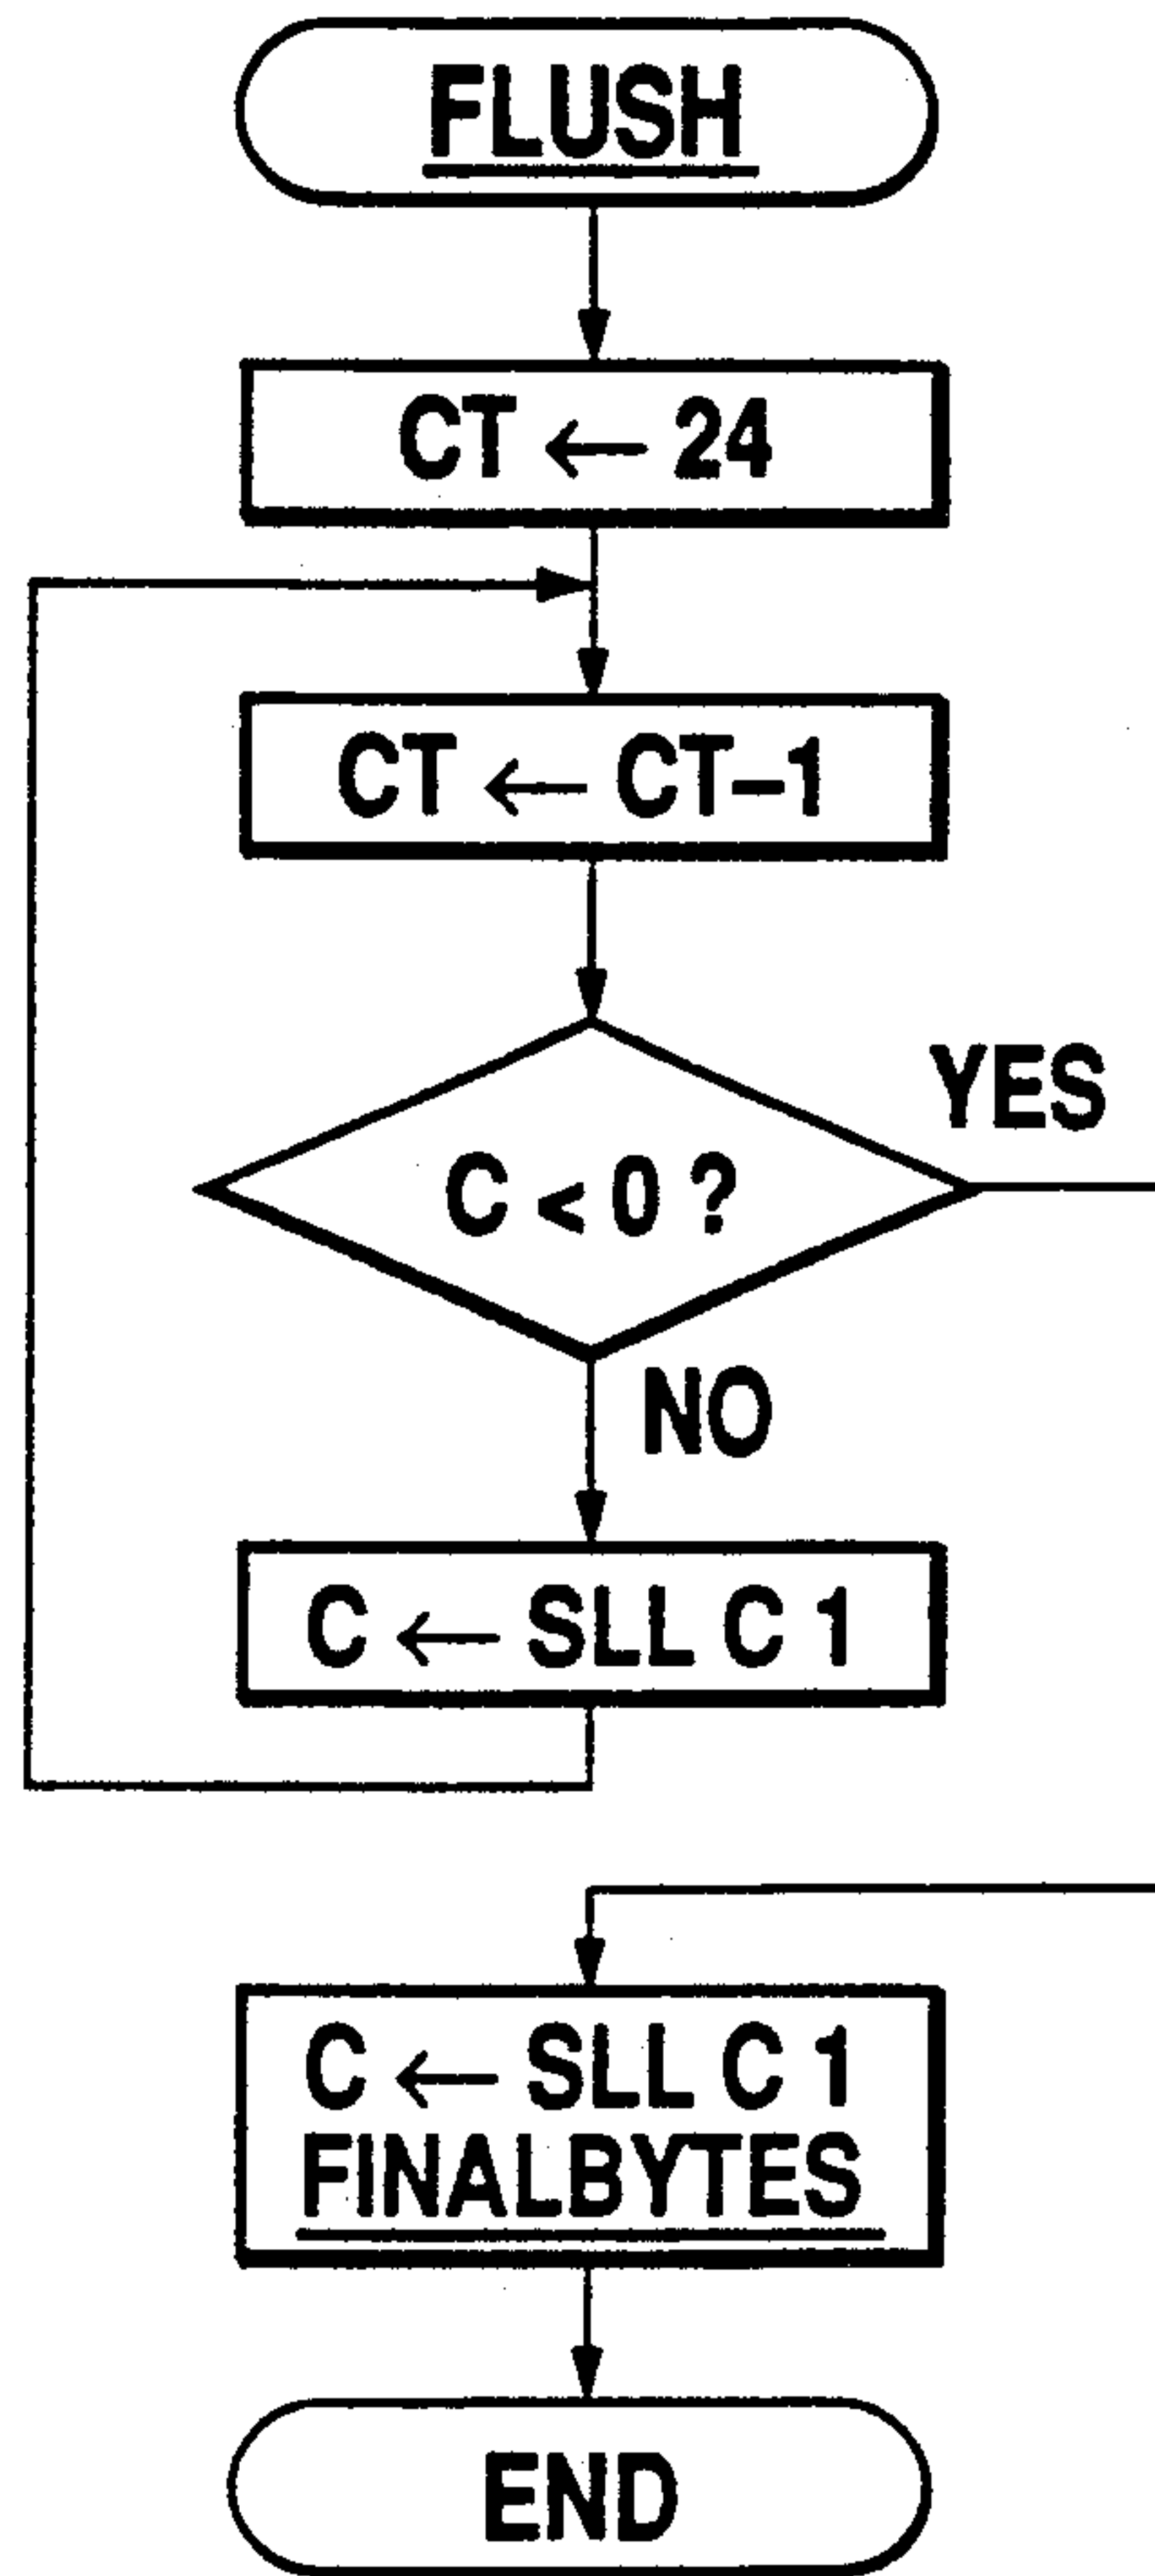 FLUSH
CT ← 24
CT ← CT–1
C < 0 ?
YES
NO
C ← SLL C 1
C ← SLL C 1
FINALBYTES
END